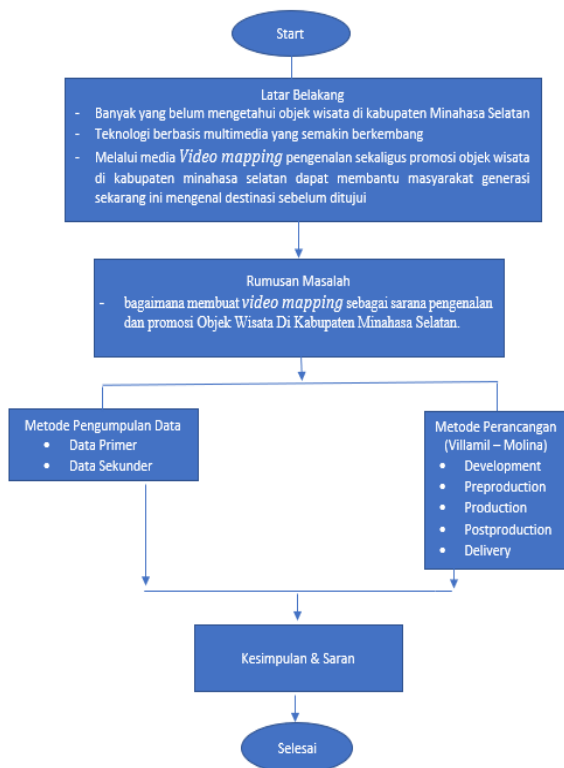 Start
Latar Belakang
- Banyak yang belum mengetahui objek wisata di kabupaten Minahasa Selatan
- Teknologi berbasis multimedia yang semakin berkembang
- Melalui media Video mapping pengenalan sekaligus promosi objek wisata
di kabupaten minahasa selatan dapat membantu masyarakat generasi
sekarang ini mengenal destinasi sebelum ditujui
Rumusan Masalah
- bagaimana membuat video mapping sebagai sarana pengenalan
dan promosi Objek Wisata Di Kabupaten Minahasa Selatan.
Metode Pengumpulan Data
• Data Primer
• Data Sekunder
Metode Perancangan
(Villamil – Molina)
• Development
• Preproduction
• Production
• Postproduction
• Delivery
Kesimpulan & Saran
Selesai